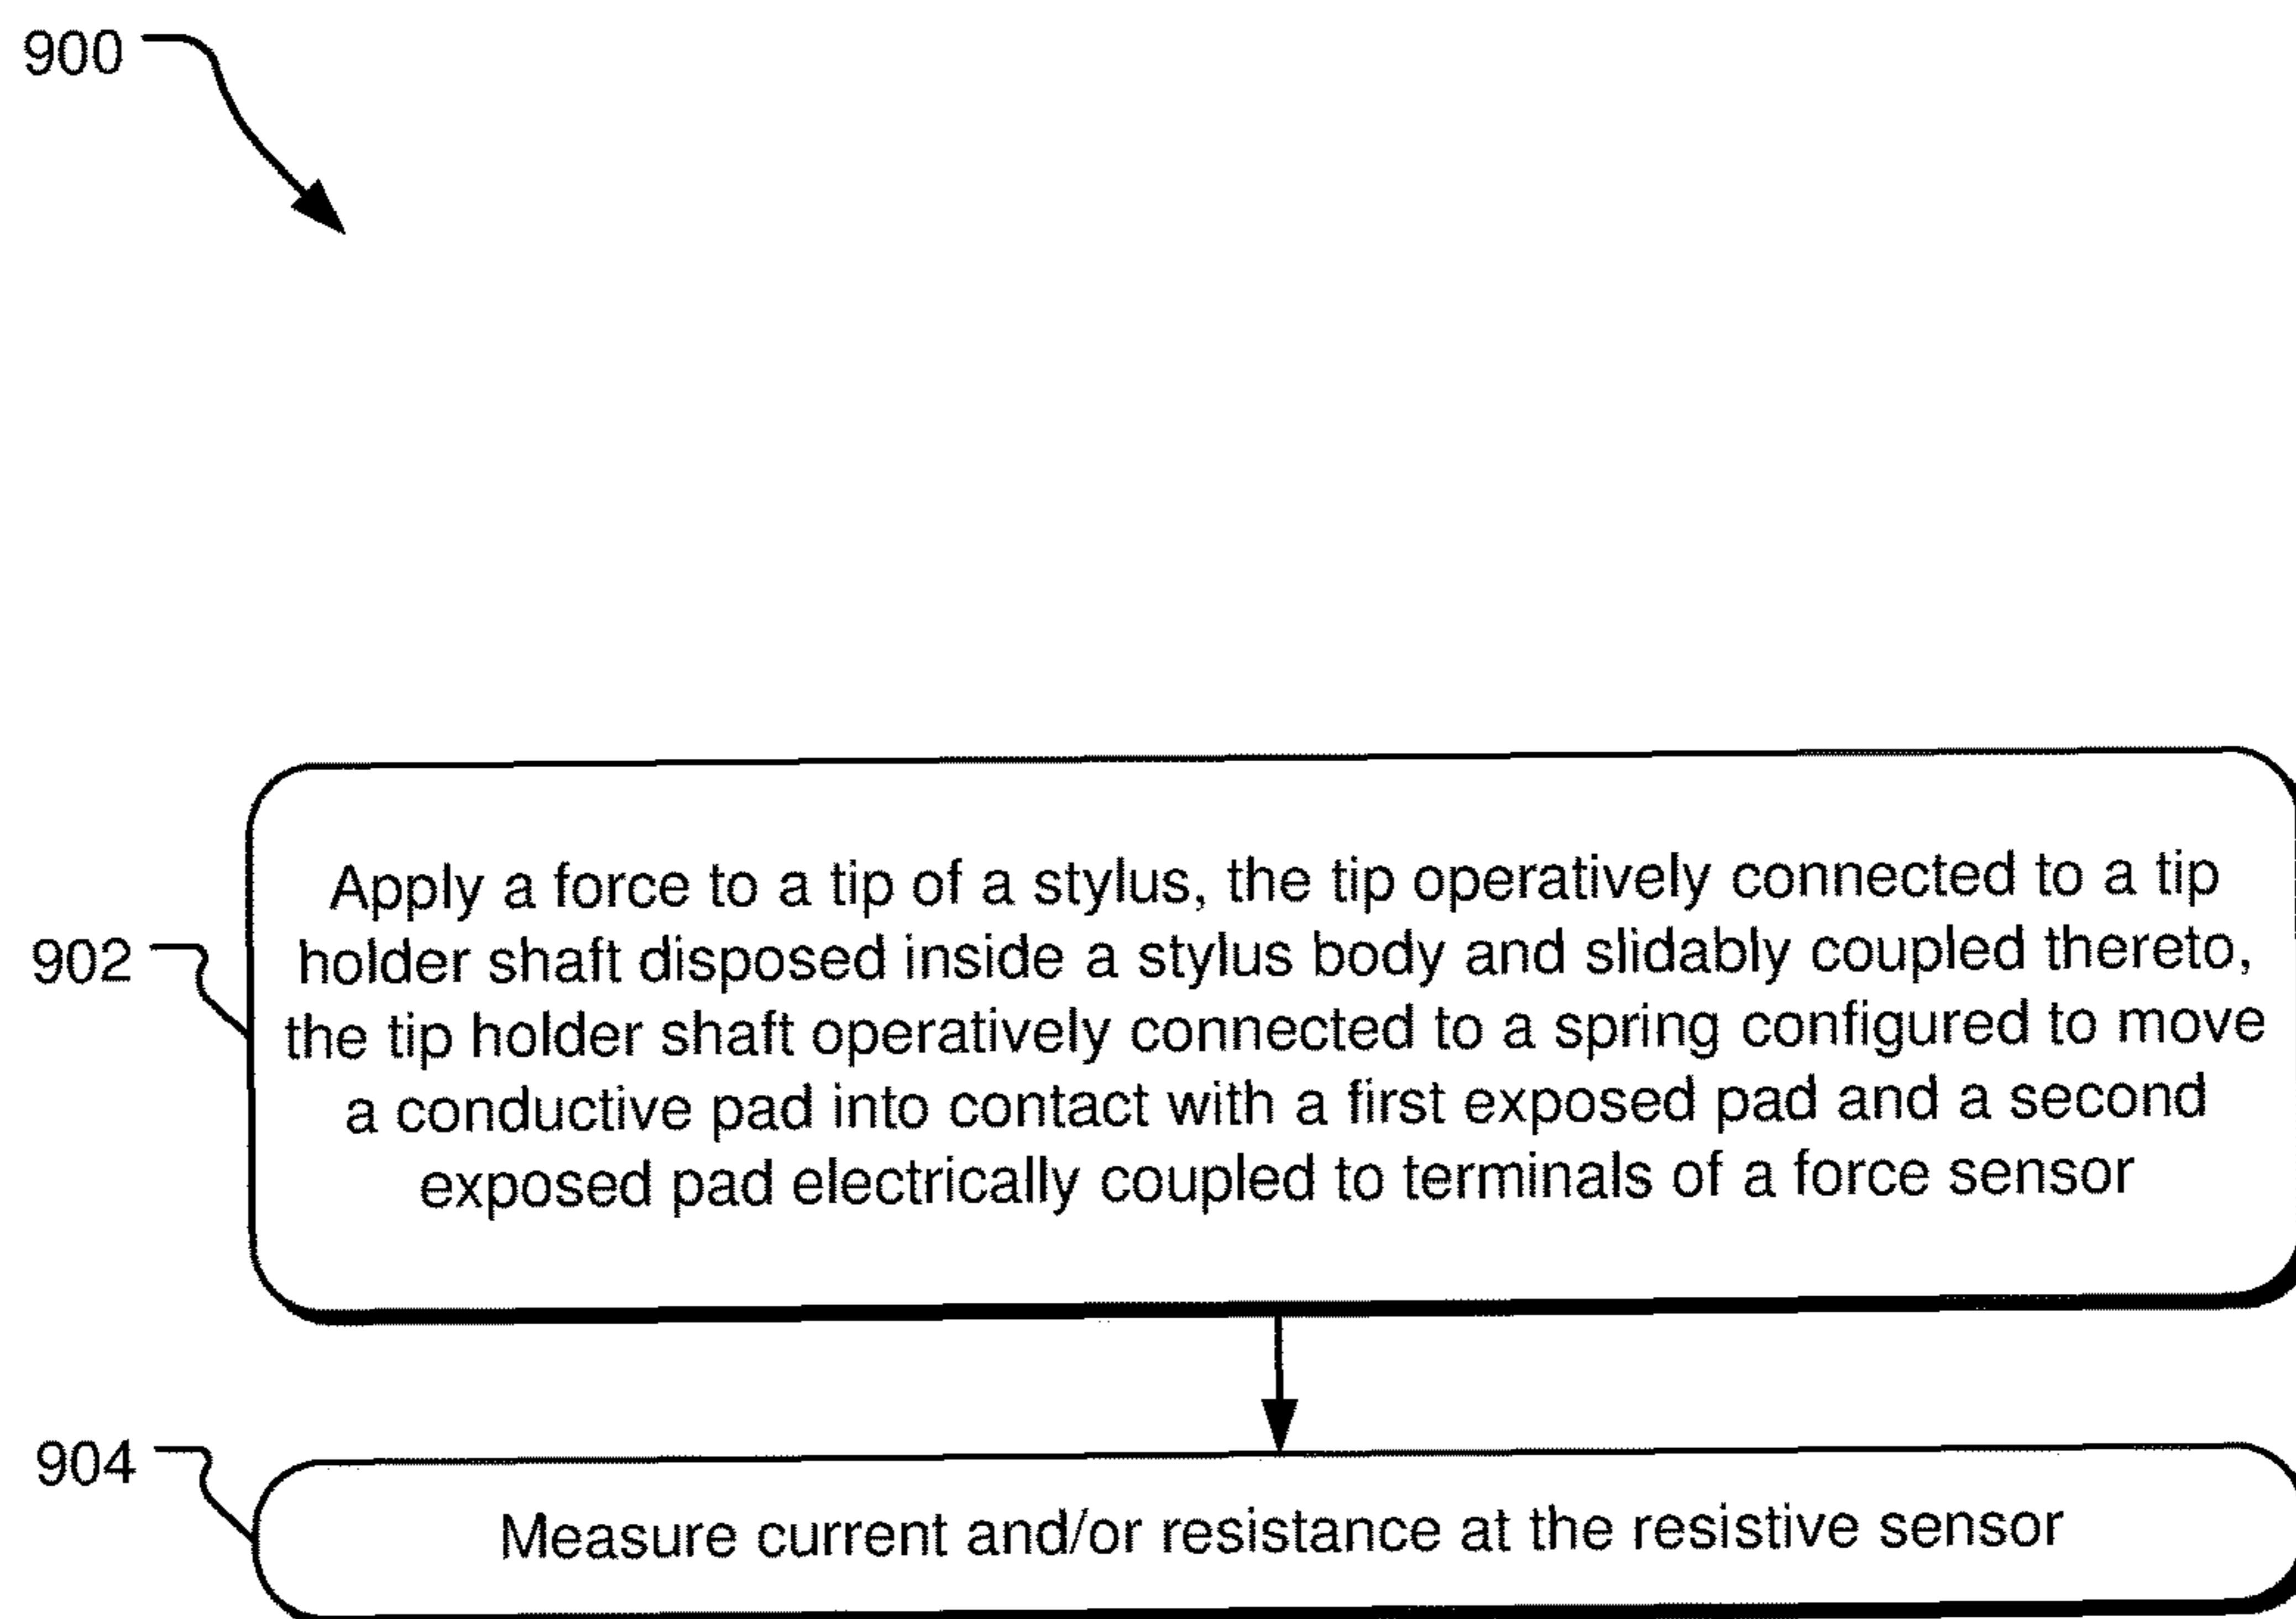 900
902
Apply a force to a tip of a stylus, the tip operatively connected to a tip
holder shaft disposed inside a stylus body and slidably coupled thereto,
the tip holder shaft operatively connected to a spring configured to move
a conductive pad into contact with a first exposed pad and a second
exposed pad electrically coupled to terminals of a force sensor
904
Measure current and/or resistance at the resistive sensor